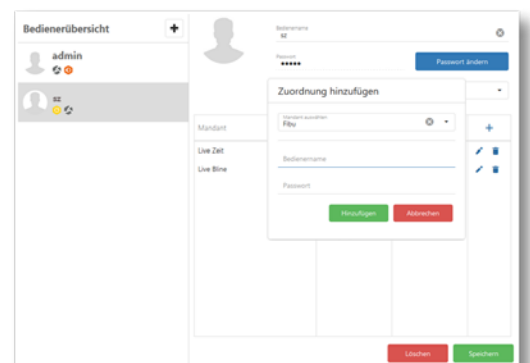 Bedienerübersicht
admin
sz
Bedienername
sz
Passwort
•••••
Passwort ändern
Zuordnung hinzufügen
Mandant auswählen
Fibu
Bedienername
Passwort
Hinzufügen
Abbrechen
Mandant
Live Zeit
Live Bline
Löschen
Speichern